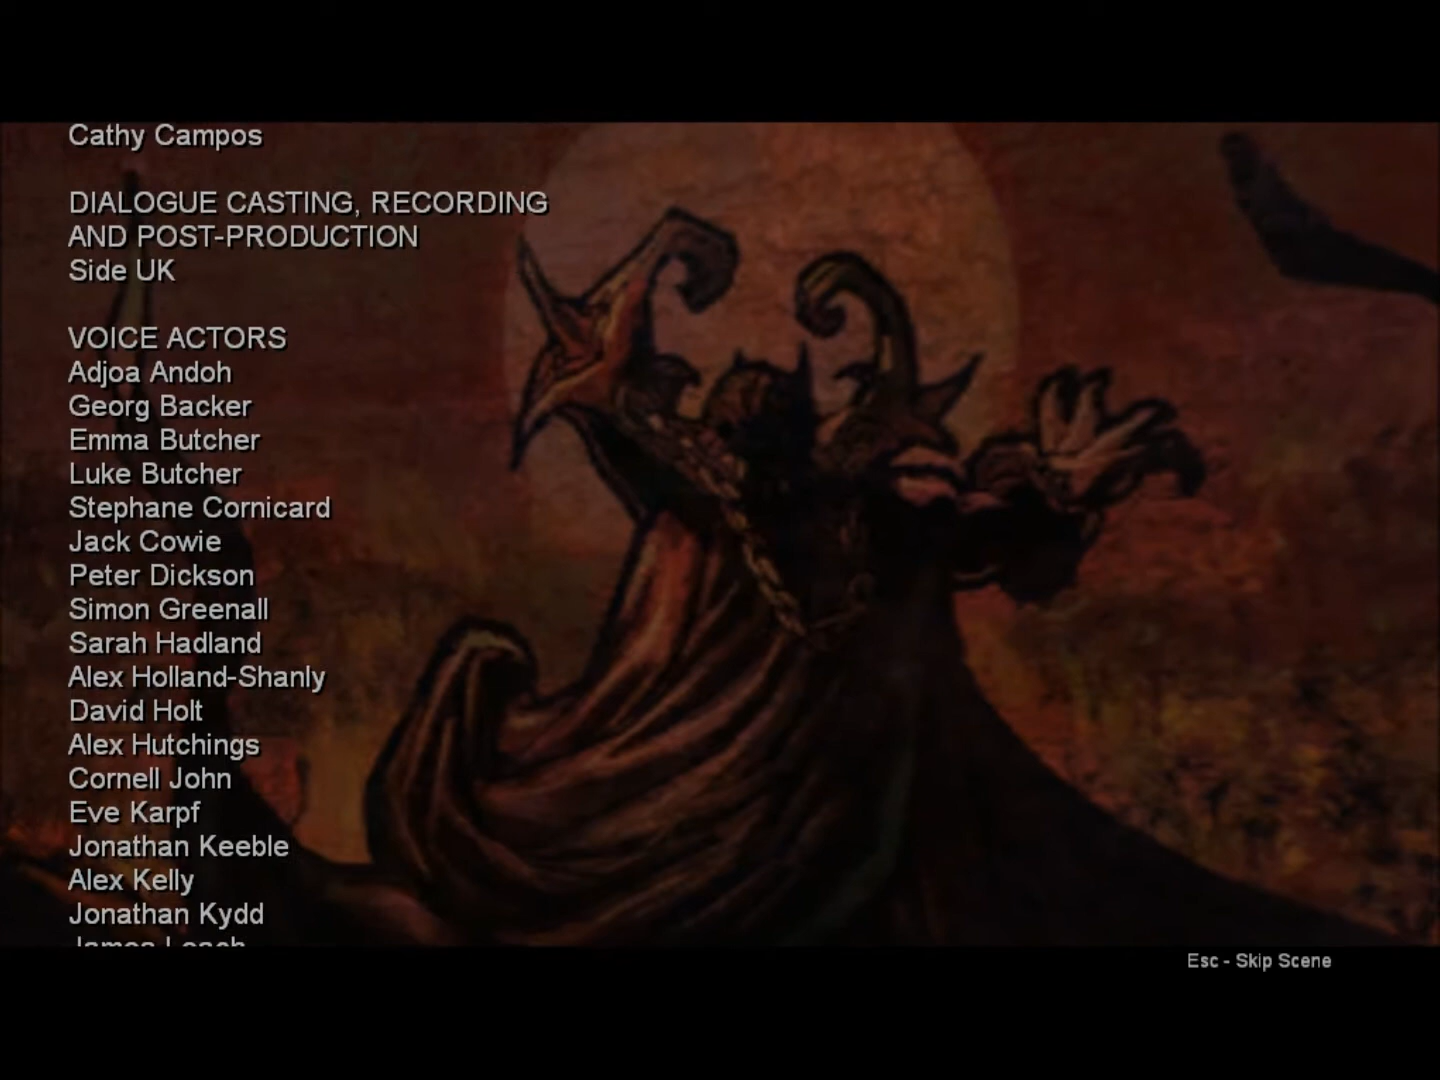 Cathy Campos
DIALOGUE CASTING, RECORDING
AND POST-PRODUCTION
Side UK
VOICE ACTORS
Adjoa Andoh
Georg Backer
Emma Butcher
Luke Butcher
Stephane Cornicard
Jack Cowie
Peter Dickson
Simon Greenall
Sarah Hadland
Alex Holland-Shanly
David Holt
Alex Hutchings
Cornell John
Eve Karpf
Jonathan Keeble
Alex Kelly
Jonathan Kydd
James Leach
Esc - Skip Scene